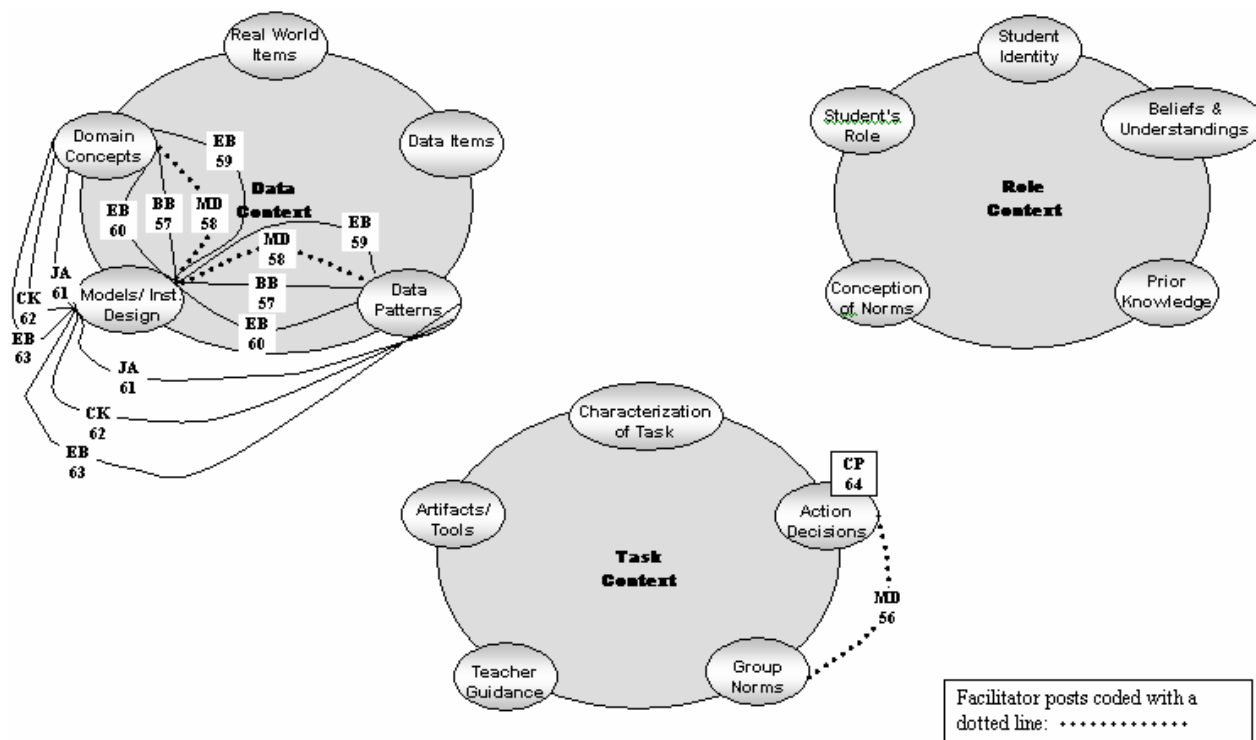 Real World
Items
Domain
Concepts
Data Items
EB
59
Data
Context
EB
60
BB
57
MD
58
EB
59
MD
58
JA
61
Models/ Inst.
Design
BB
57
Data
Patterns
CK
62
EB
60
EB
63
JA
61
CK
62
EB
63
Student
Identity
Student's
Role
Beliefs &
Understandings
Role
Context
Conception
of Norms
Prior
Knowledge
Characterization
of Task
CP
64
Artifacts/
Tools
Action
Decisions
Task
Context
MD
56
Teacher
Guidance
Group
Norms
Facilitator posts coded with a
dotted line: